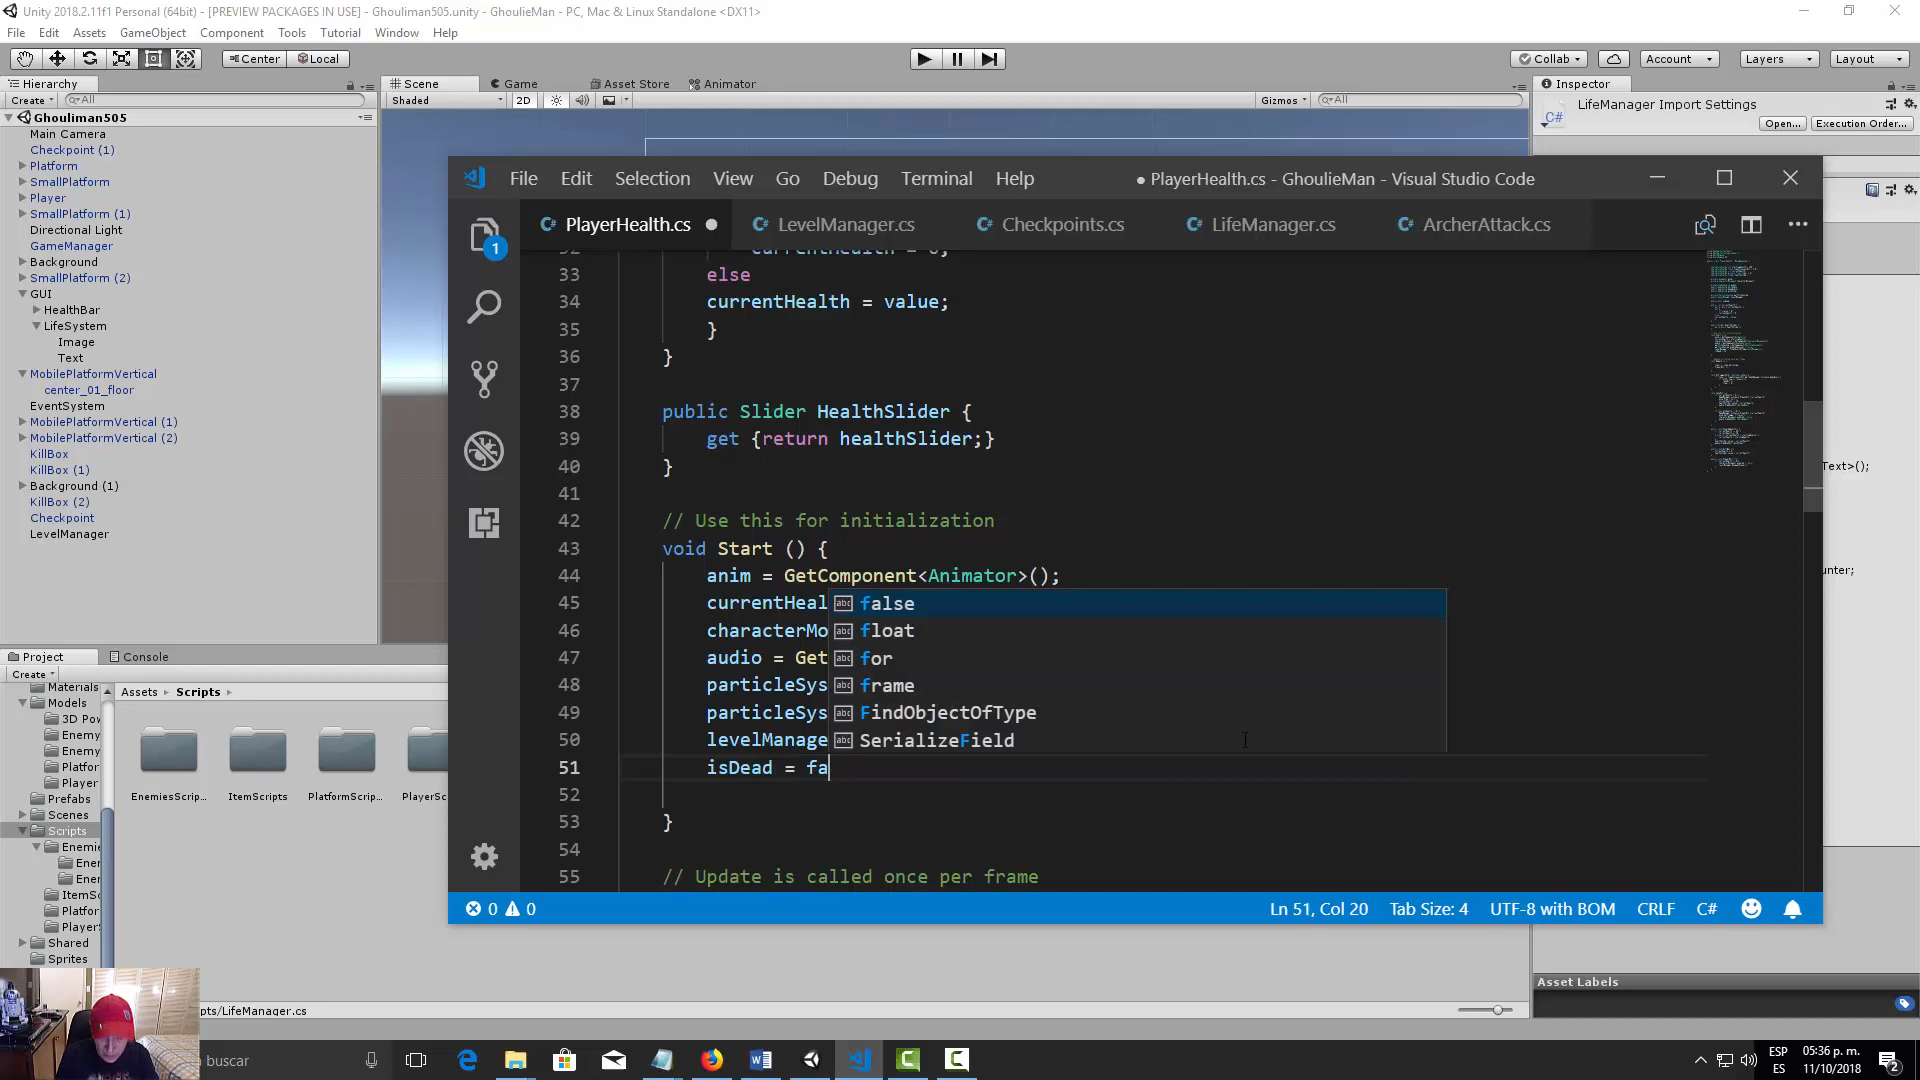 Unity 2018.2.11f1 Personal (64bit) - [PREVIEW PACKAGES IN USE] - Ghouliman505.unity - GhoulieMan - PC, Mac & Linux Standalone <DX11>
File Edit Assets GameObject Component Tools Tutorial Window Help
Center Local Collab Account Layers Layout
Hierarchy Scene Game Asset Store Animator Inspector
Create All Shaded 2D Gizmos All
LifeManager Import Settings
Open... Execution Order...
Ghouliman505
Main Camera
Checkpoint (1)
Platform
SmallPlatform
Player
SmallPlatform (1)
Directional Light
GameManager
Background
SmallPlatform (2)
GUI
HealthBar
LifeSystem
Image
Text
MobilePlatformVertical
center_01_floor
EventSystem
MobilePlatformVertical (1)
MobilePlatformVertical (2)
KillBox
KillBox (1)
Background (1)
KillBox (2)
Checkpoint
LevelManager
File Edit Selection View Go Debug Terminal Help
● PlayerHealth.cs - GhoulieMan - Visual Studio Code
PlayerHealth.cs LevelManager.cs Checkpoints.cs LifeManager.cs ArcherAttack.cs
1
33 else
34 currentHealth = value;
35 }
36 }
37
38 public Slider HealthSlider {
39 get {return healthSlider;}
40 }
41
42 // Use this for initialization
43 void Start () {
44 anim = GetComponent<Animator>();
45 currentHeal
46 characterMo
47 audio = Get
48 particleSys
49 particleSys
50 levelManage
51 isDead = fa
52
53 }
54
55 // Update is called once per frame
false
float
for
frame
FindObjectOfType
SerializeField
Text>();
unter;
0 0 Ln 51, Col 20 Tab Size: 4 UTF-8 with BOM CRLF C#
Project Console
Create
Assets Scripts
Materials
Models
3D Pow
Enemy
Enemy
Player
Prefabs
Scenes
Scripts
Enemies
Ener
Ener
ItemSc
Platfor
Player
Shared
Sprites
EnemiesScrip... ItemScripts PlatformScrip... PlayerSc
pts/LifeManager.cs
Asset Labels
buscar
ESP
ES
05:36 p. m.
11/10/2018
2